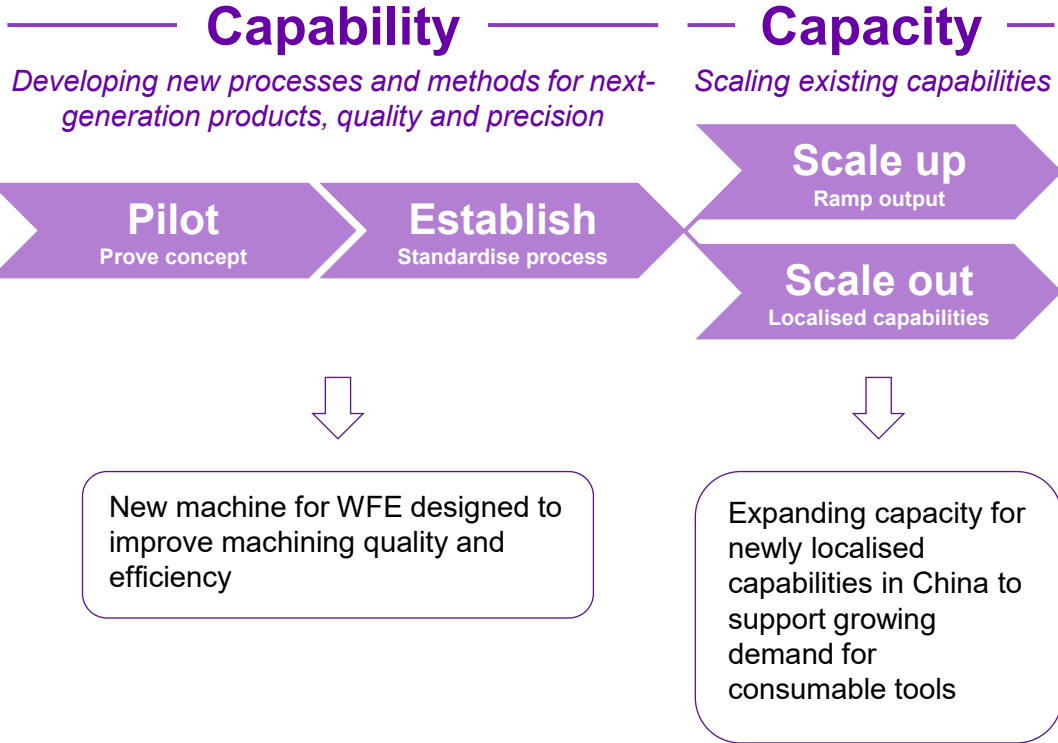 Capability
Developing new processes and methods for next-
generation products, quality and precision
Pilot
Prove concept
Establish
Standardise process
New machine for WFE designed to
improve machining quality and
efficiency
Capacity
Scaling existing capabilities
Scale up
Ramp output
Scale out
Localised capabilities
Expanding capacity for
newly localised
capabilities in China to
support growing
demand for
consumable tools